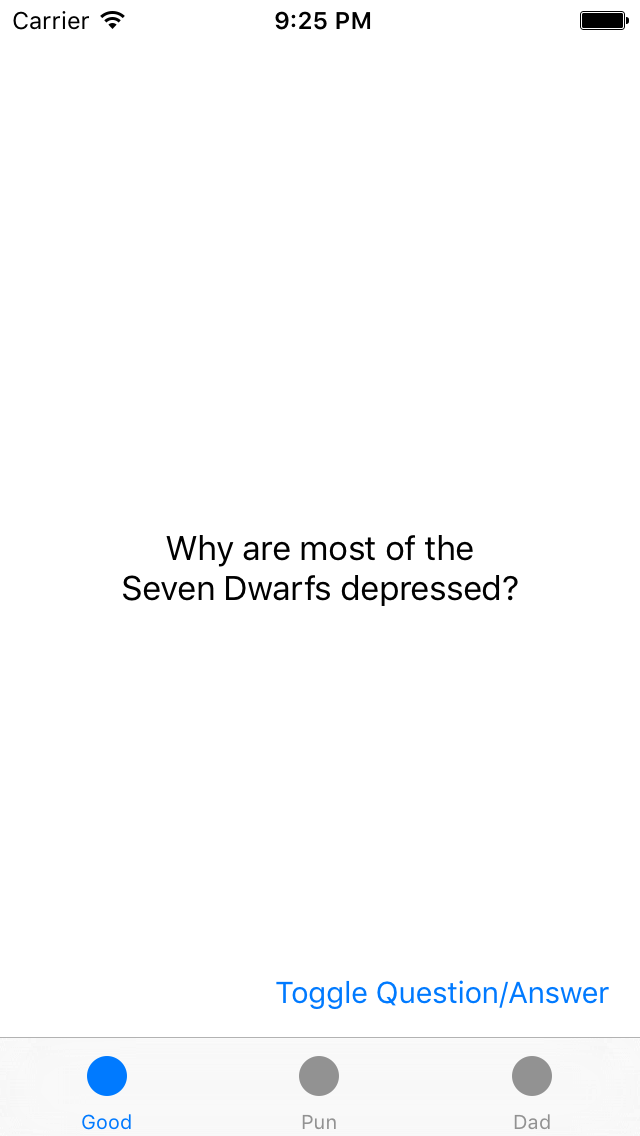 Carrier 9:25 PM
Why are most of the
Seven Dwarfs depressed?
Toggle Question/Answer
Good Pun Dad